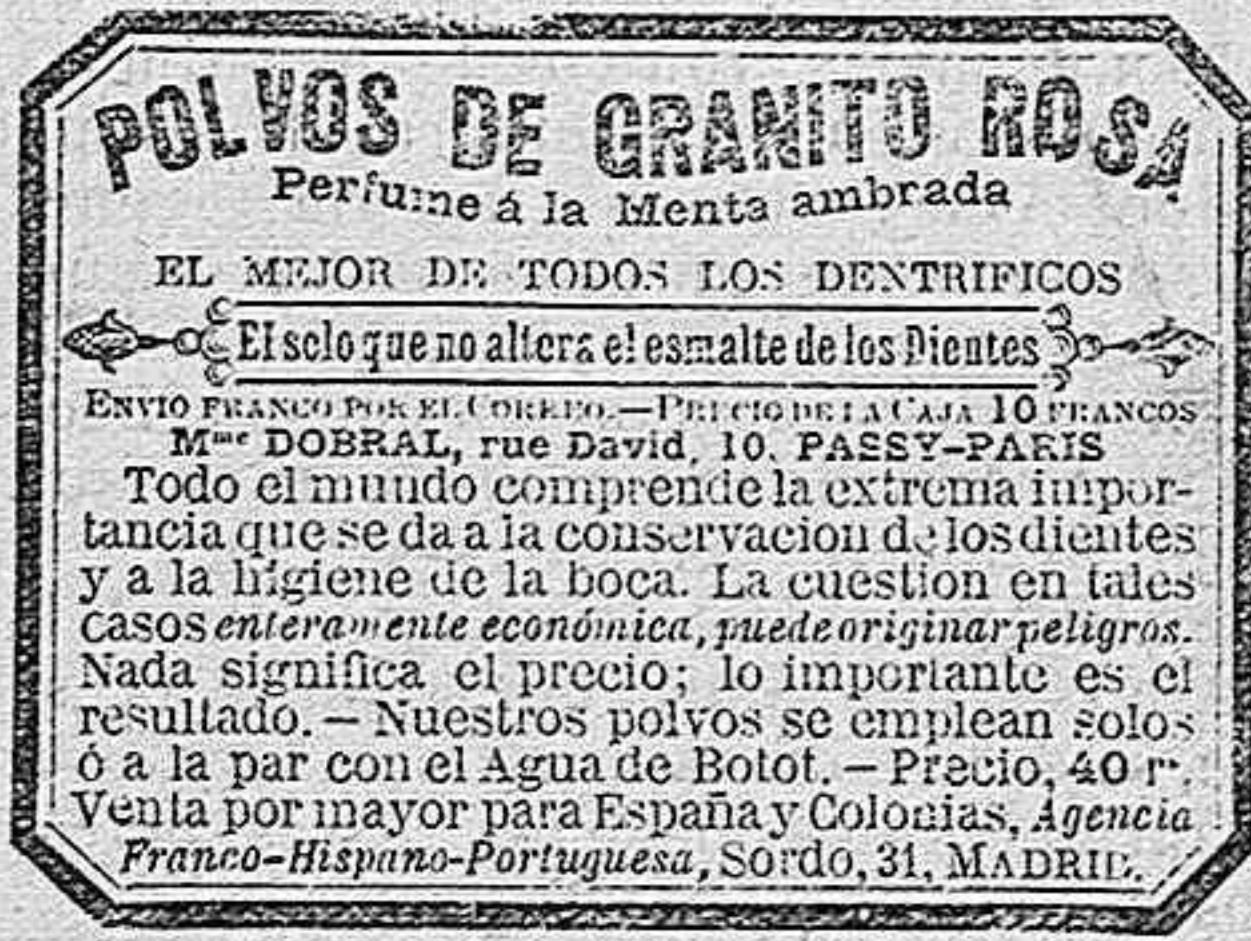 POLVOS DE GRANITO ROSA
Perfume á la Menta ambrada
EL MEJOR DE TODOS LOS DENTRIFICOS
El solo que no altera el esmalte de los Dientes
ENVIO FRANCO POR EL CORREO.—PRECIO DE LA CAJA 10 FRANCOS
Mme DOBRAL, rue David, 10. PASSY-PARIS
Todo el mundo comprende la extrema impor-
tancia que se da a la conservacion de los dientes
y a la higiene de la boca. La cuestion en tales
casos enteramente económica, puede originar peligros.
Nada significa el precio; lo importante es el
resultado. — Nuestros polvos se emplean solos
ó a la par con el Agua de Botot. — Precio, 40 rs.
Venta por mayor para España y Colonias, Agencia
Franco-Hispano-Portuguesa, Sordo, 31, MADRID.